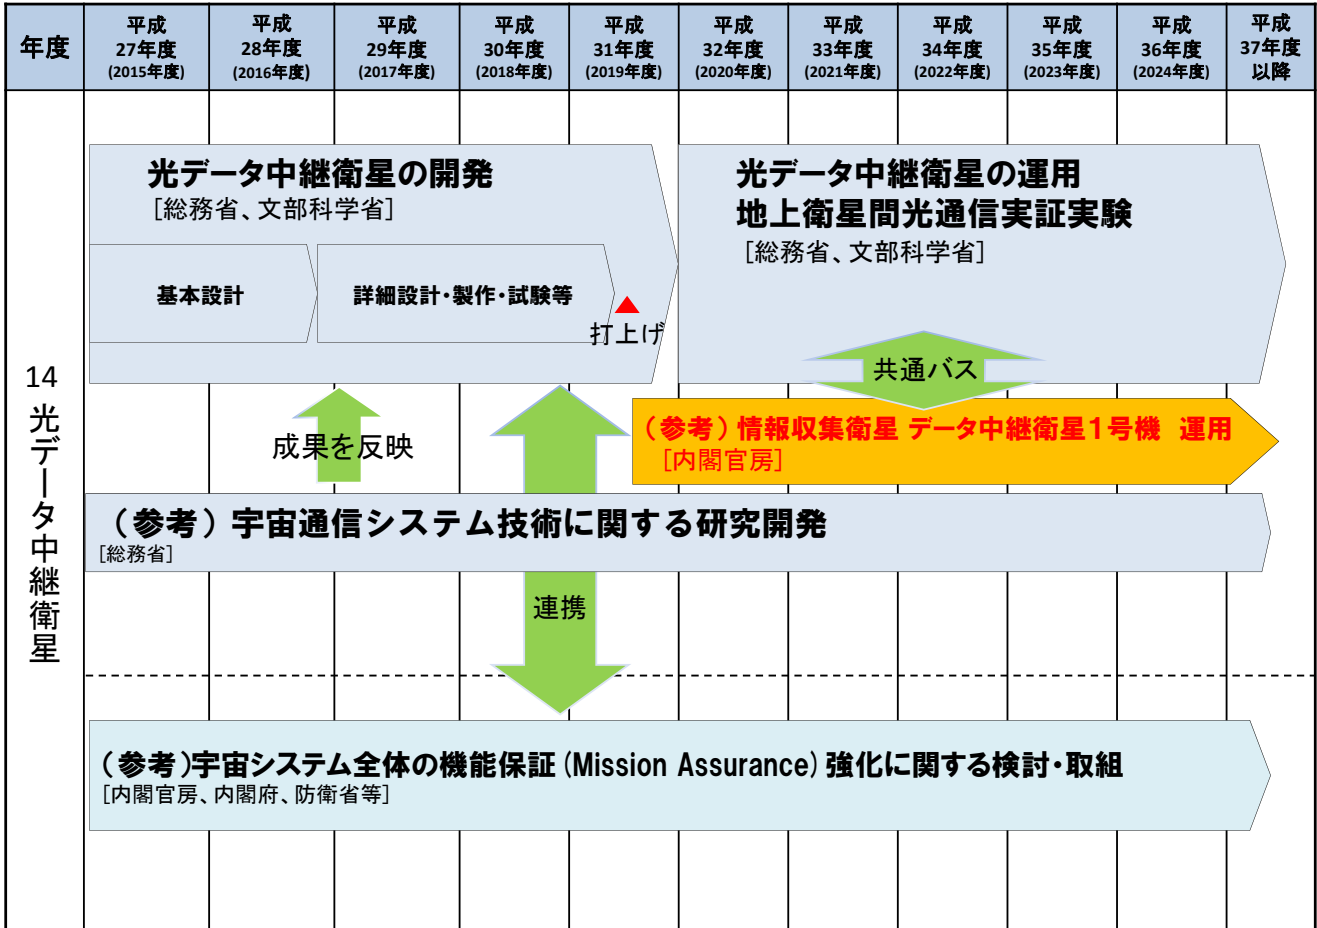 年度
平成
27年度
(2015年度)
平成
28年度
(2016年度)
平成
29年度
(2017年度)
平成
30年度
(2018年度)
平成
31年度
(2019年度)
平成
32年度
(2020年度)
平成
33年度
(2021年度)
平成
34年度
(2022年度)
平成
35年度
(2023年度)
平成
36年度
(2024年度)
平成
37年度
以降
14
光データ中継衛星
光データ中継衛星の開発
[総務省、文部科学省]
基本設計
詳細設計・製作・試験等
打上げ
光データ中継衛星の運用
地上衛星間光通信実証実験
[総務省、文部科学省]
共通バス
成果を反映
(参考)情報収集衛星 データ中継衛星1号機 運用
[内閣官房]
(参考)宇宙通信システム技術に関する研究開発
[総務省]
連携
(参考)宇宙システム全体の機能保証(Mission Assurance)強化に関する検討・取組
[内閣官房、内閣府、防衛省等]